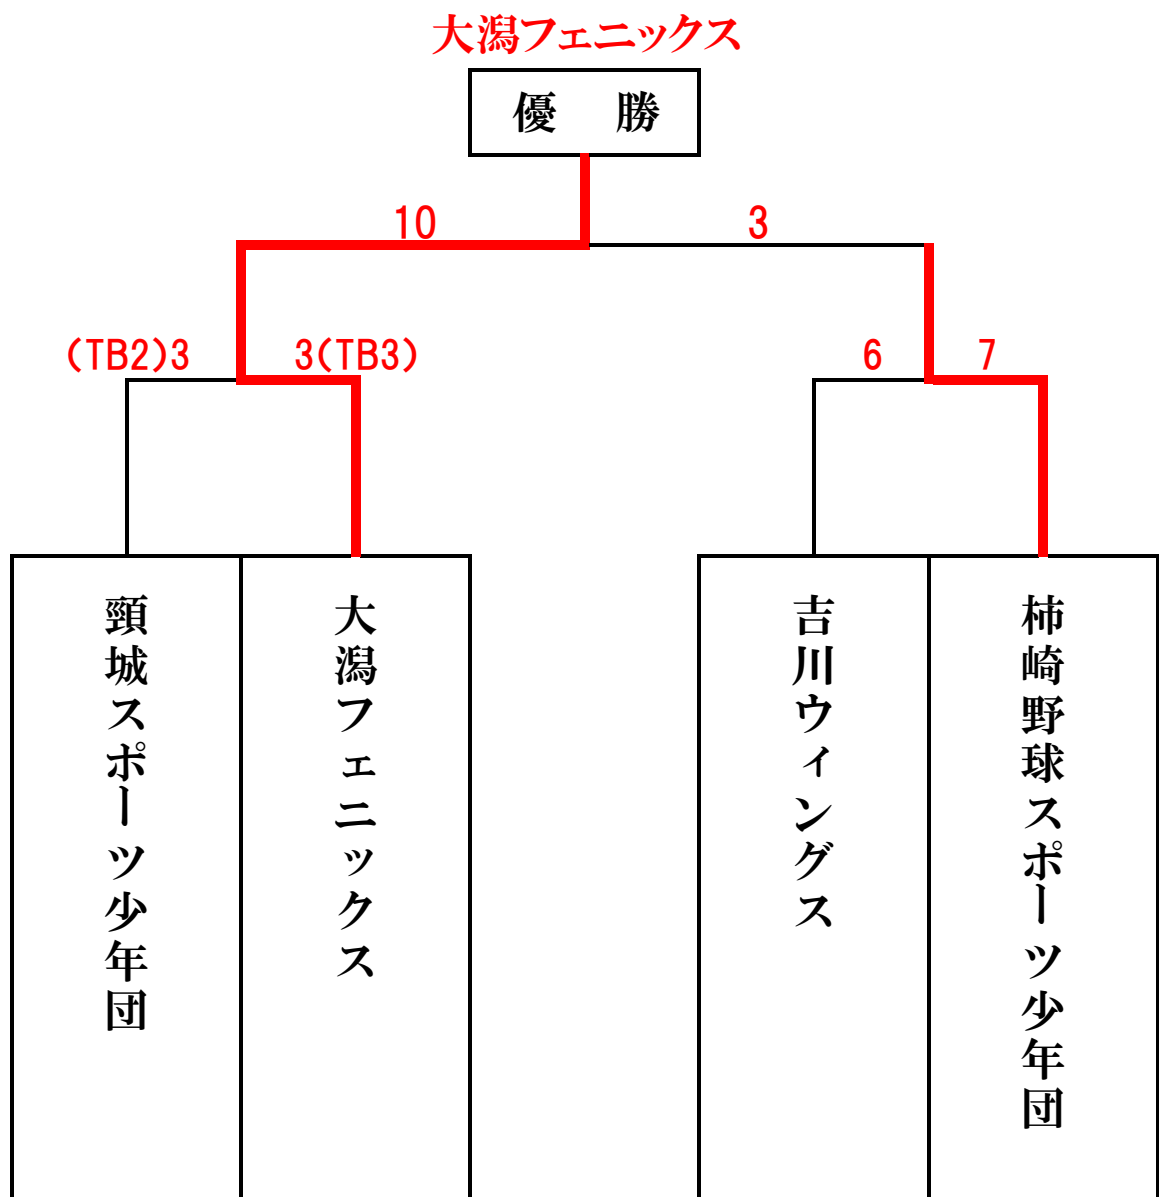 大潟フェニックス
優　勝
10
3
(TB2)3
3(TB3)
6
7
頸城スポーツ少年団
大潟フェニックス
吉川ウィングス
柿崎野球スポーツ少年団